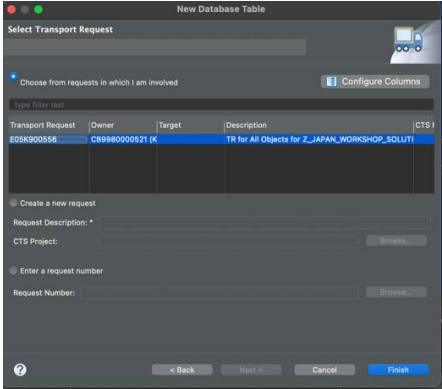 New Database Table
Select Transport Request
Choose from requests in which I am involved
Configure Columns
type filter text
Transport Request Owner Target Description CTS F
E05K900556 CB9980000521 (K TR for All Objects for Z_JAPAN_WORKSHOP_SOLUTI
Create a new request
Request Description: *
CTS Project: Browse...
Enter a request number
Request Number: Browse...
? < Back Next > Cancel Finish